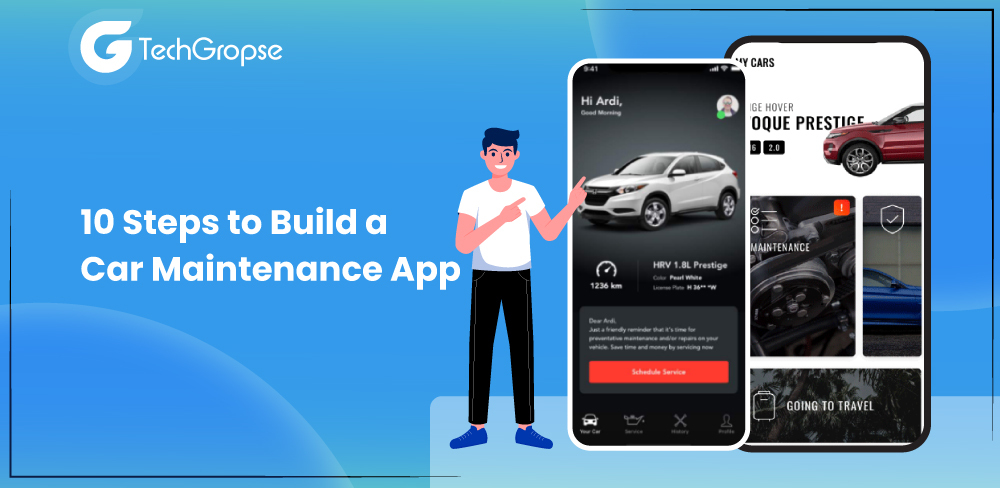 TechGropse
10 Steps to Build a
Car Maintenance App
9:41
Hi Ardi,
Good Morning
1236 km
HRV 1.8L Prestige
Color Pearl White
License Plate H 36** *W
Dear Ardi,
Just a friendly reminder that it's time for
preventative maintenance and/or repairs on your
vehicle. Save time and money by servicing now
Schedule Service
Your Car
Service
History
Profile
MY CARS
GE HOVER
OQUE PRESTIGE
2.0
!
MAINTENANCE
GOING TO TRAVEL